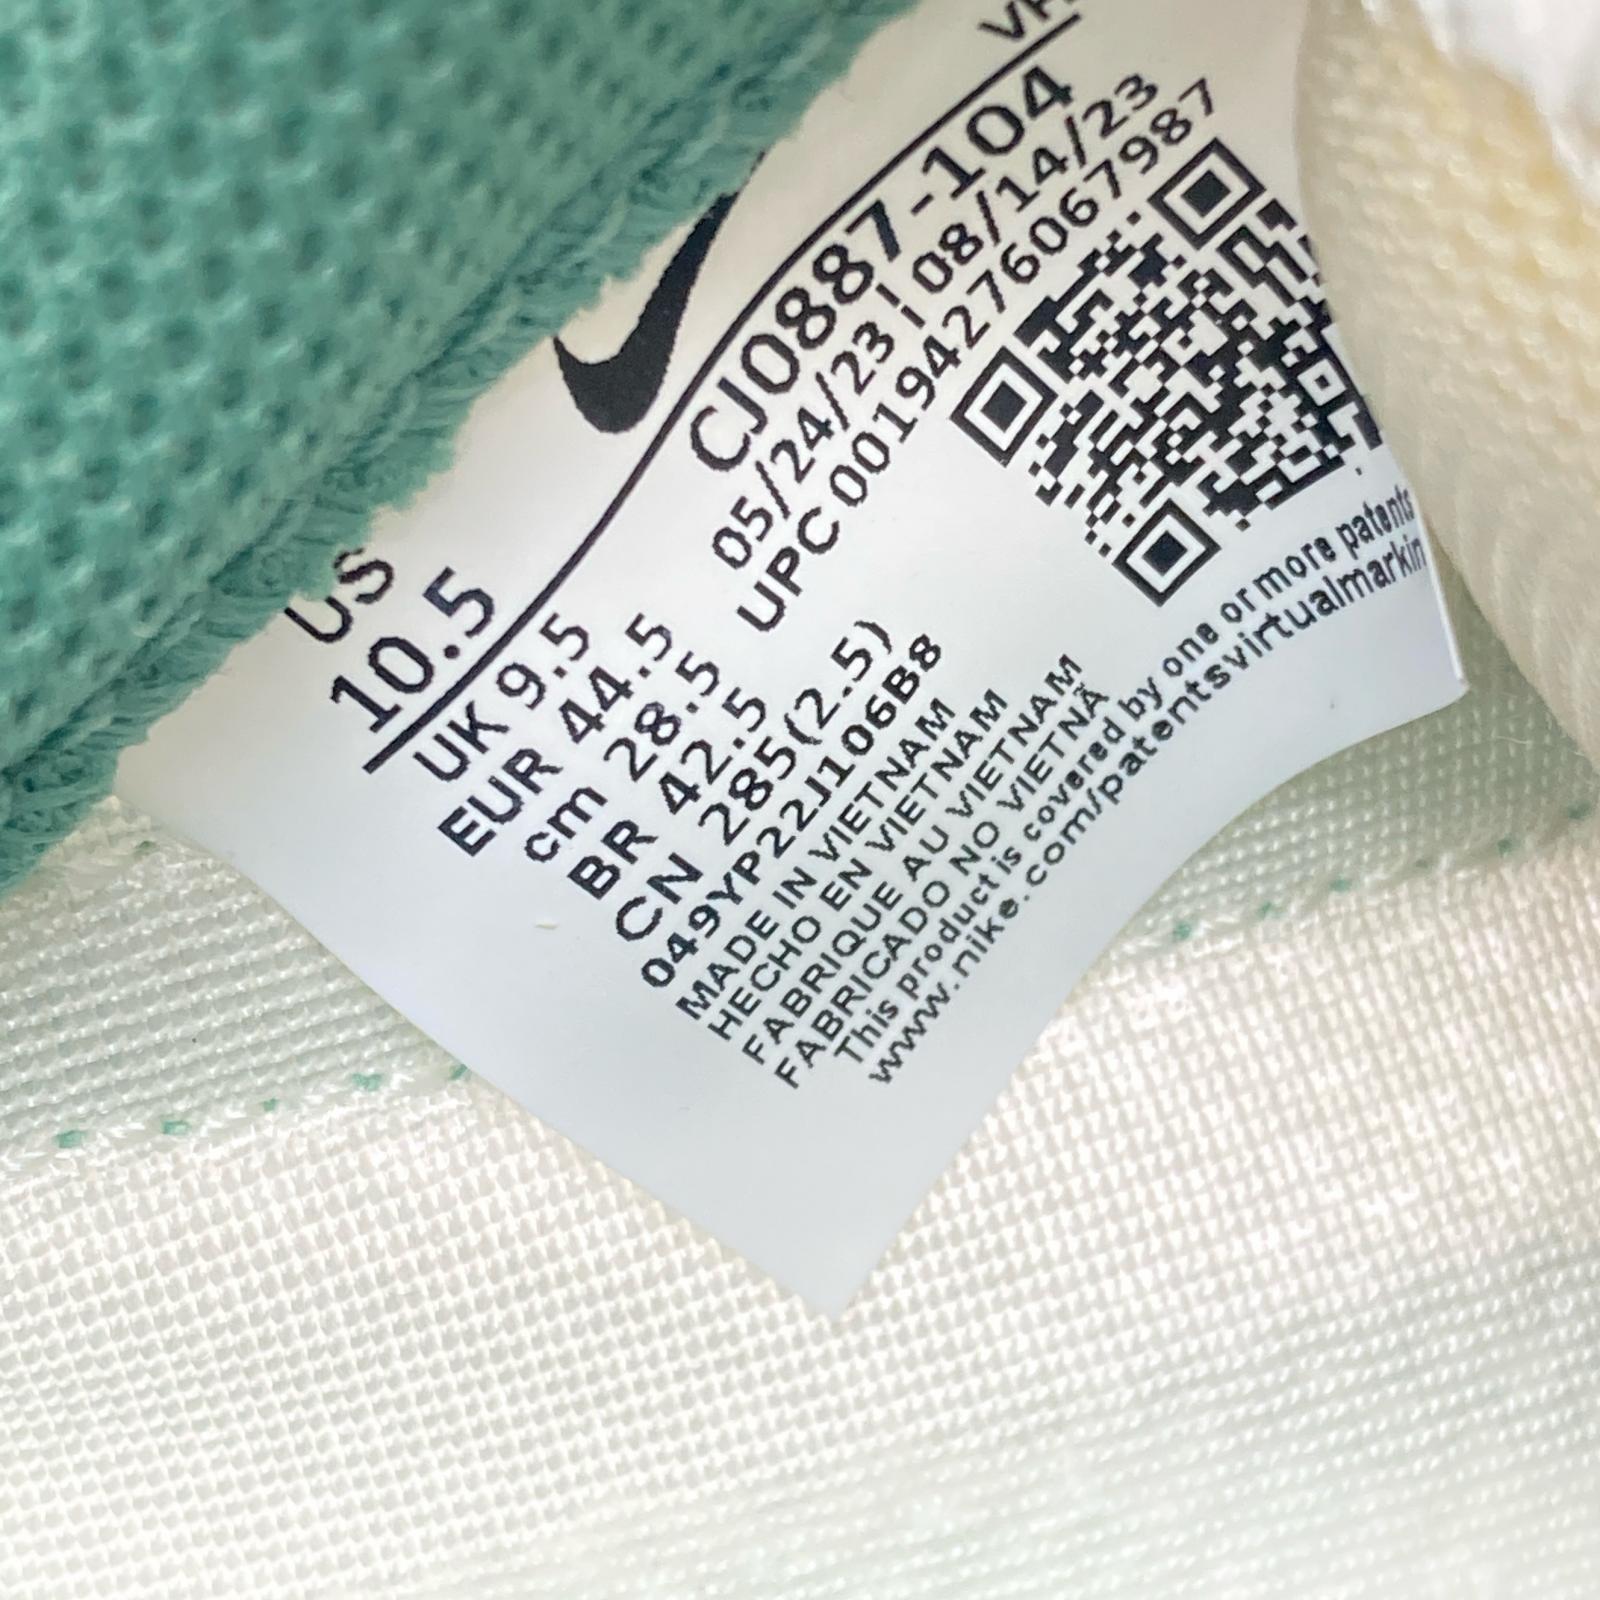 US
10.5
CJ0887-104
05/24/23 | 08/14/23
UPC 00194276067987
UK 9.5
EUR 44.5
cm 28.5
BR 42.5
CN 285(2.5)
049YP22J106B8
MADE IN VIETNAM
HECHO EN VIETNAM
FABRIQUE AU VIETNAM
FABRICADO NO VIETNÃ
This product is covered by one or more patents
www.nike.com/patentsvirtualmarkin